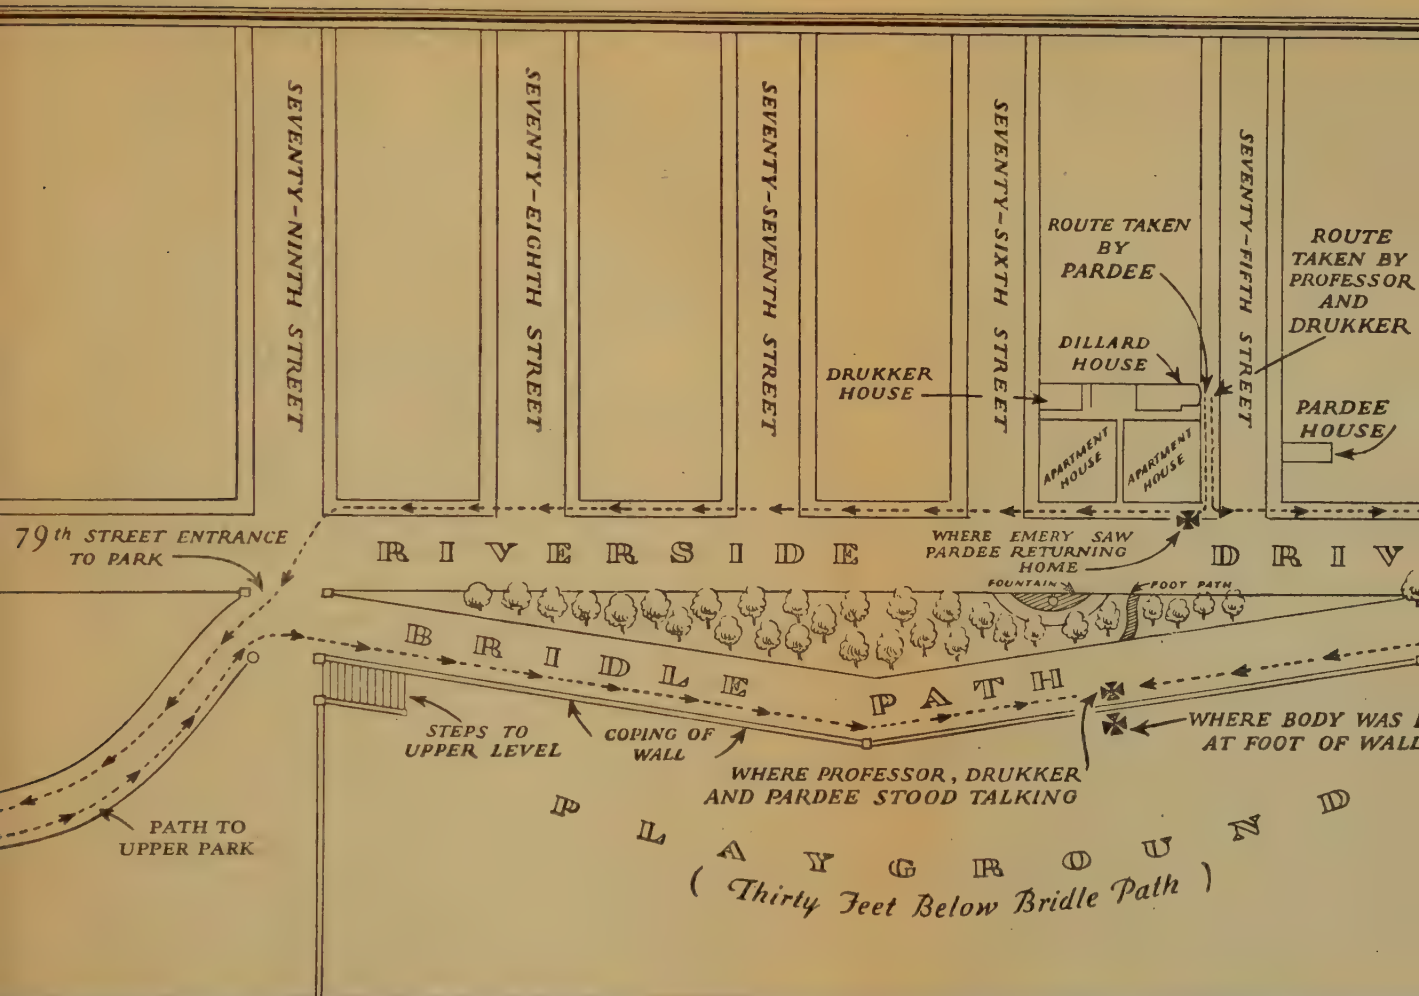 SEVENTY-NINTH STREET
SEVENTY-EIGHTH STREET
SEVENTY-SEVENTH STREET
SEVENTY-SIXTH STREET
SEVENTY-FIFTH STREET
ROUTE TAKEN
BY
PARDEE
ROUTE
TAKEN BY
PROFESSOR
AND
DRUKKER
DILLARD
HOUSE
DRUKKER
HOUSE
PARDEE
HOUSE
APARTMENT
HOUSE
APARTMENT
HOUSE
79th STREET ENTRANCE
TO PARK
RIVERSIDE DRIV
WHERE EMERY SAW
PARDEE RETURNING
HOME
FOUNTAIN
FOOT PATH
BRIDLE PATH
STEPS TO
UPPER LEVEL
COPING OF
WALL
WHERE PROFESSOR, DRUKKER
AND PARDEE STOOD TALKING
WHERE BODY WAS
AT FOOT OF WALL
PATH TO
UPPER PARK
PLAYGROUND
( Thirty Feet Below Bridle Path )